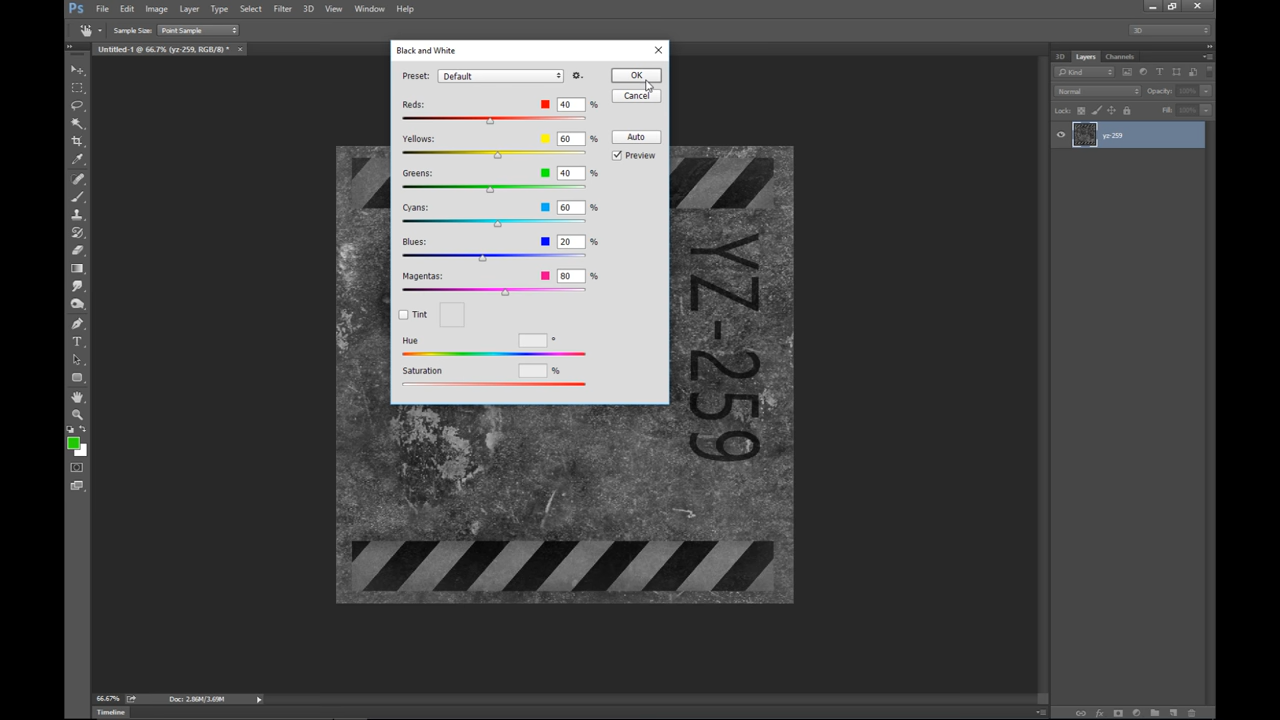 Ps File Edit Image Layer Type Select Filter 3D View Window Help
Sample Size: Point Sample 3D
Untitled-1 @ 66.7% (yz-259, RGB/8) * ×
Black and White
Preset: Default OK
Cancel
Reds: 40 %
Auto
Yellows: 60 %
Preview
Greens: 40 %
Cyans: 60 %
Blues: 20 %
Magentas: 80 %
Tint
Hue °
Saturation %
YZ-259
3D Layers Channels
Kind
Normal Opacity: 100%
Lock: Fill: 100%
yz-259
66.67% Doc: 2.86M/3.69M
Timeline